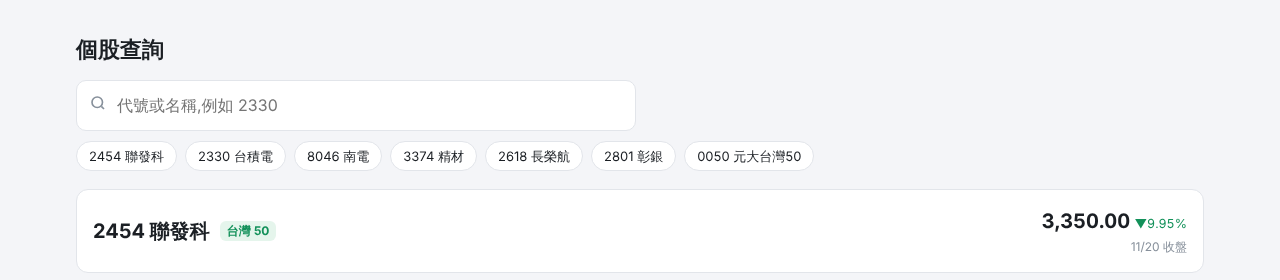 個股查詢
代號或名稱,例如 2330
2454 聯發科 2330 台積電 8046 南電 3374 精材 2618 長榮航 2801 彰銀 0050 元大台灣50
2454 聯發科 台灣 50 3,350.00 ▼9.95%
11/20 收盤